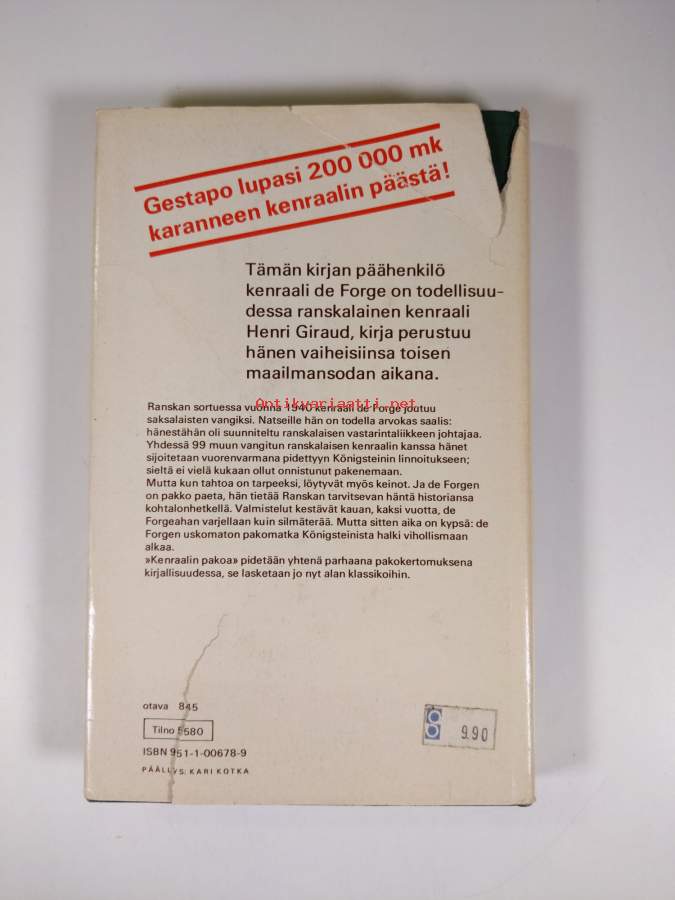 Gestapo lupasi 200 000 mk
karanneen kenraalin päästä!
Tämän kirjan päähenkilö
kenraali de Forge on todellisuu-
dessa ranskalainen kenraali
Henri Giraud, kirja perustuu
hänen vaiheisiinsa toisen
maailmansodan aikana.
Antikvariaatti.net
Ranskan sortuessa vuonna 1940 kenraali de Forge joutuu
saksalaisten vangiksi. Natseille hän on todella arvokas saalis:
hänestähän oli suunniteltu ranskalaisen vastarintaliikkeen johtajaa.
Yhdessä 99 muun vangitun ranskalaisen kenraalin kanssa hänet
sijoitetaan vuorenvarmana pidettyyn Königsteinin linnoitukseen;
sieltä ei vielä kukaan ollut onnistunut pakenemaan.
Mutta kun tahtoa on tarpeeksi, löytyvät myös keinot. Ja de Forgen
on pakko paeta, hän tietää Ranskan tarvitsevan häntä historiansa
kohtalonhetkellä. Valmistelut kestävät kauan, kaksi vuotta, de
Forgeahan varjellaan kuin silmäterää. Mutta sitten aika on kypsä: de
Forgen uskomaton pakomatka Königsteinista halki vihollismaan
alkaa.
»Kenraalin pakoa» pidetään yhtenä parhaana pakokertomuksena
kirjallisuudessa, se lasketaan jo nyt alan klassikoihin.
otava 845
Tilno 5580
9.90
ISBN 951-1-00678-9
PÄÄLLYS: KARI KOTKA